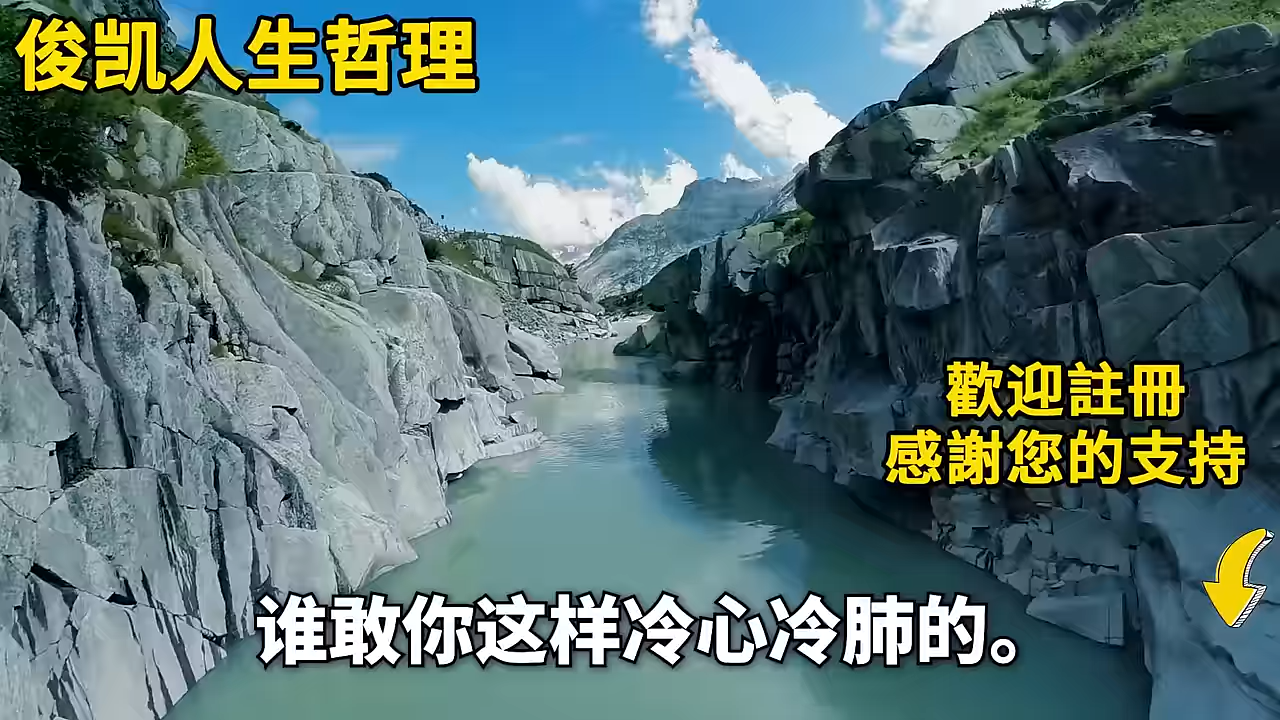 俊凯人生哲理
歡迎註冊
感謝您的支持
谁敢你这样冷心冷肺的。